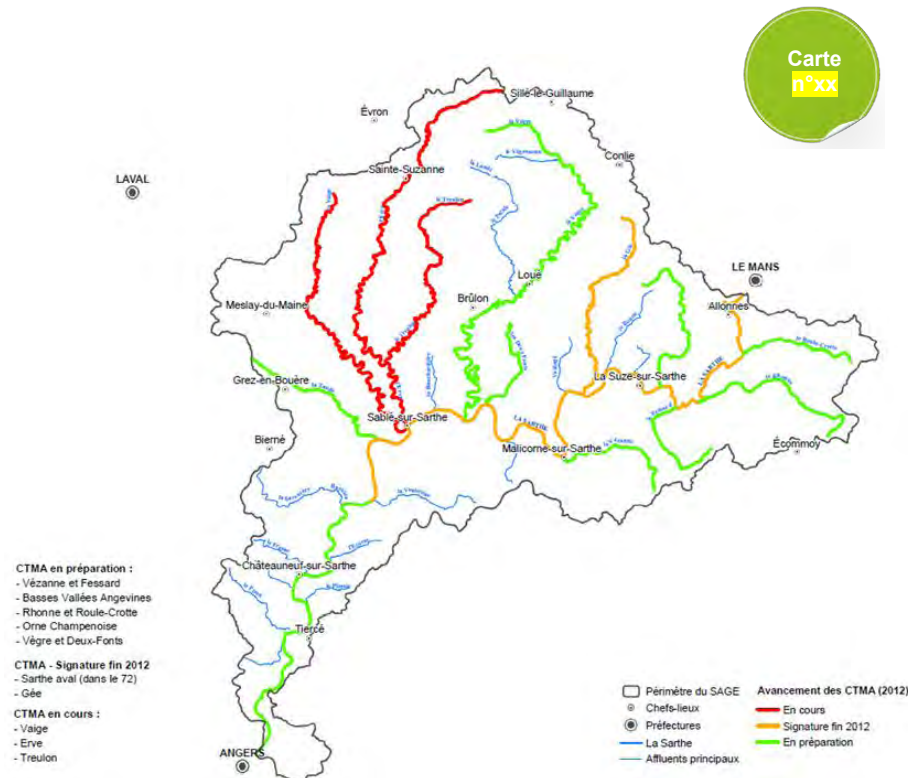 Carte
n°xx
Sillé-le-Guillaume
Évron
Conlie
Sainte-Suzanne
LAVAL
LE MANS
Loué
Meslay-du-Maine
Brûlon
Allonnes
Grez-en-Bouère
La Suze-sur-Sarthe
LA SARTHE
Sablé-sur-Sarthe
LA SARTHE
Bierné
Malicorne-sur-Sarthe
Écommoy
Châteauneuf-sur-Sarthe
Tiercé
ANGERS
CTMA en préparation :
- Vézanne et Fessard
- Basses Vallées Angevines
- Rhonne et Roule-Crotte
- Orne Champenoise
- Vègre et Deux-Fonts
CTMA - Signature fin 2012
- Sarthe aval (dans le 72)
- Gée
CTMA en cours :
- Vaige
- Erve
- Treulon
Périmètre du SAGE
Chefs-lieux
Préfectures
La Sarthe
Affluents principaux
Avancement des CTMA (2012)
En cours
Signature fin 2012
En préparation